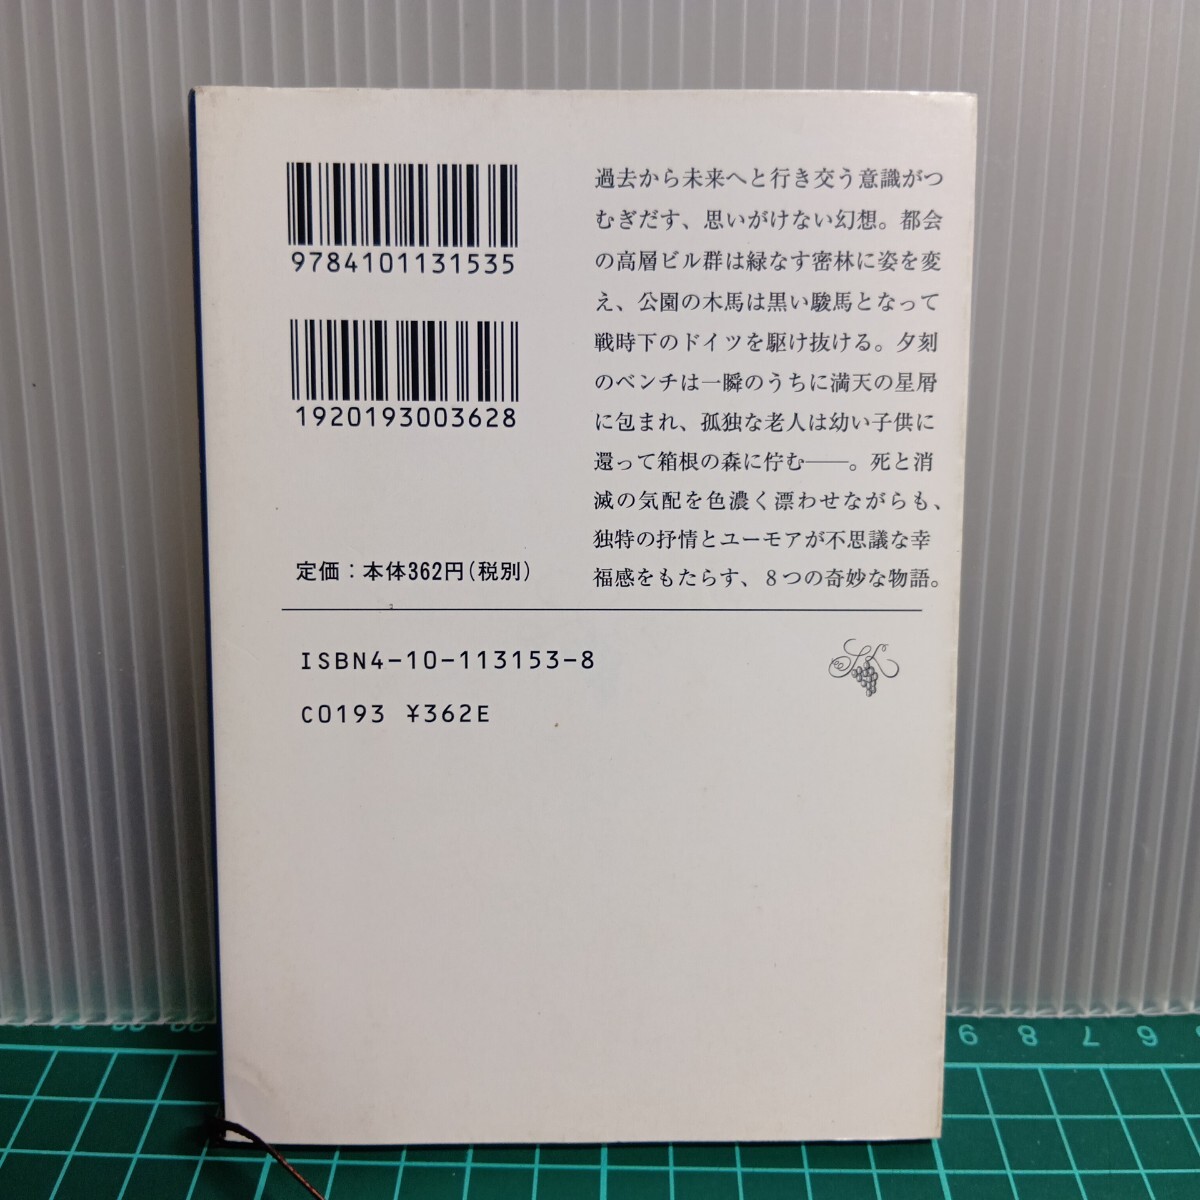 9784101131535
1920193003628
定価：本体362円(税別)
過去から未来へと行き交う意識がつ
むぎだす、思いがけない幻想。都会
の高層ビル群は緑なす密林に姿を変
え、公園の木馬は黒い駿馬となって
戦時下のドイツを駆け抜ける。夕刻
のベンチは一瞬のうちに満天の星屑
に包まれ、孤独な老人は幼い子供に
還って箱根の森に佇む――。死と消
滅の気配を色濃く漂わせながらも、
独特の抒情とユーモアが不思議な幸
福感をもたらす、８つの奇妙な物語。
ISBN4-10-113153-8
C0193 ¥362E
9 8 7 6